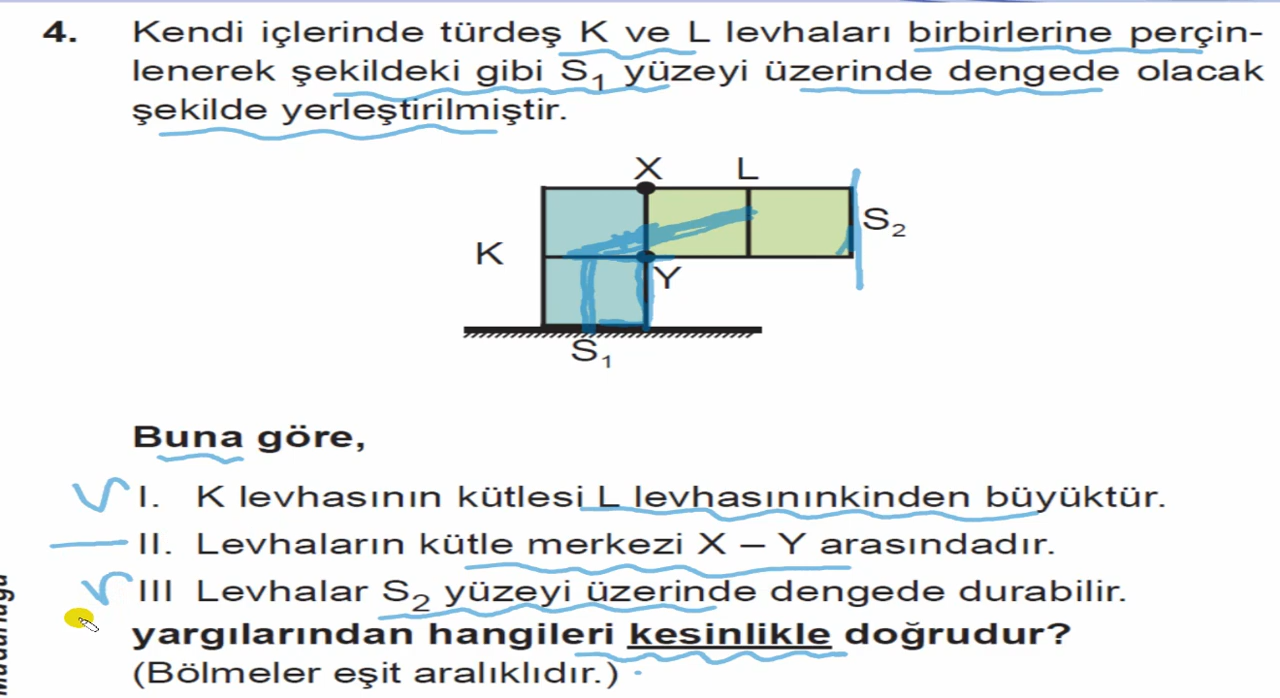 4. Kendi içlerinde türdeş K ve L levhaları birbirlerine perçin-
lenerek şekildeki gibi S₁ yüzeyi üzerinde dengede olacak
şekilde yerleştirilmiştir.
X L
S₂
K
Y
S₁
Buna göre,
I. K levhasının kütlesi L levhasınınkinden büyüktür.
II. Levhaların kütle merkezi X – Y arasındadır.
III Levhalar S₂ yüzeyi üzerinde dengede durabilir.
yargılarından hangileri kesinlikle doğrudur?
(Bölmeler eşit aralıklıdır.)